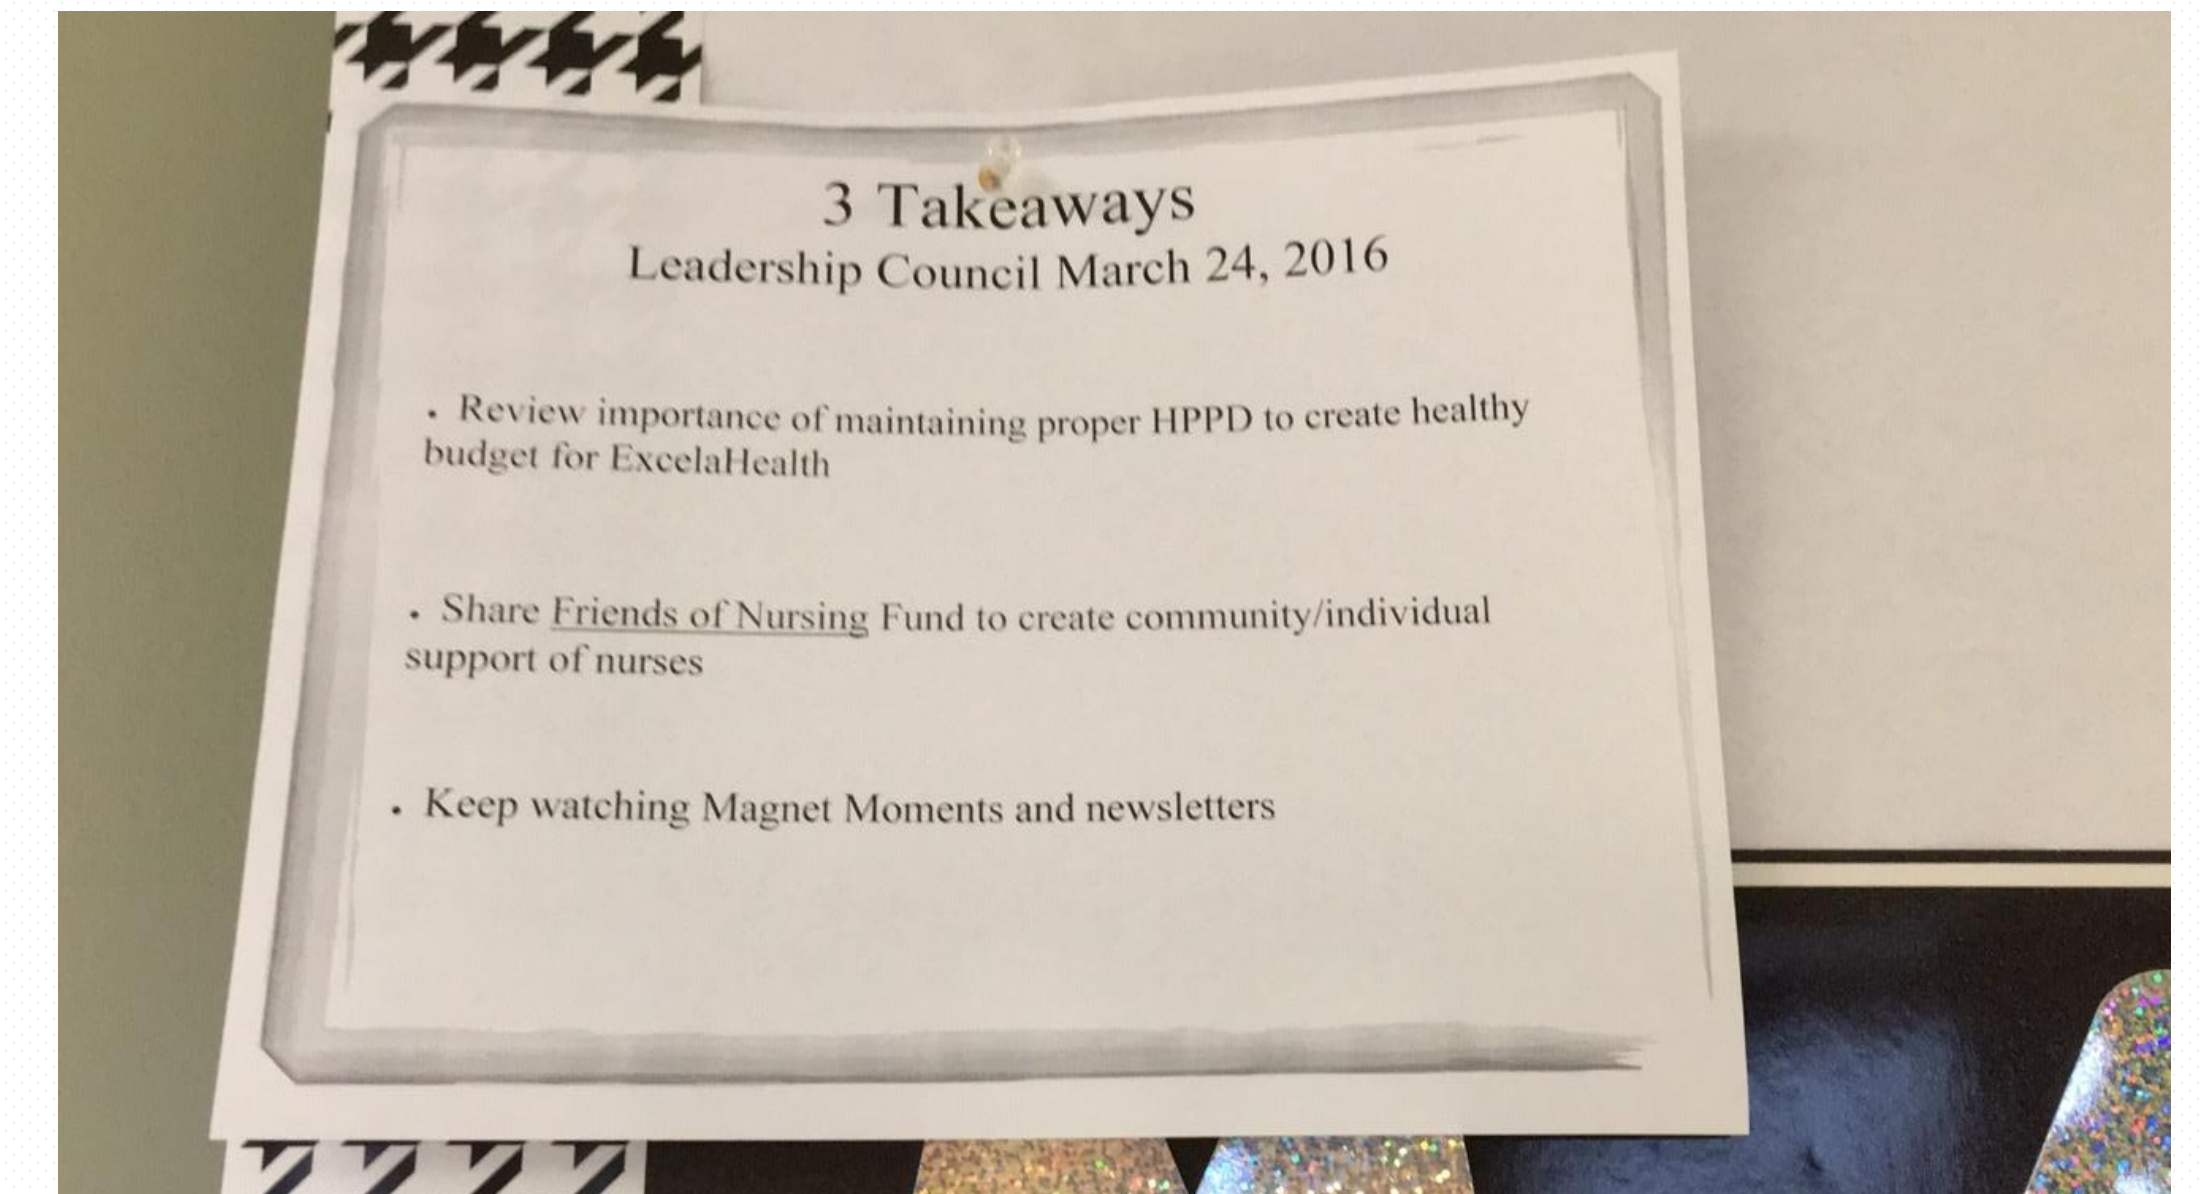 3 Takeaways
Leadership Council March 24, 2016
. Review importance of maintaining proper HPPD to create healthy
budget for ExcelaHealth
. Share Friends of Nursing Fund to create community/individual
support of nurses
. Keep watching Magnet Moments and newsletters